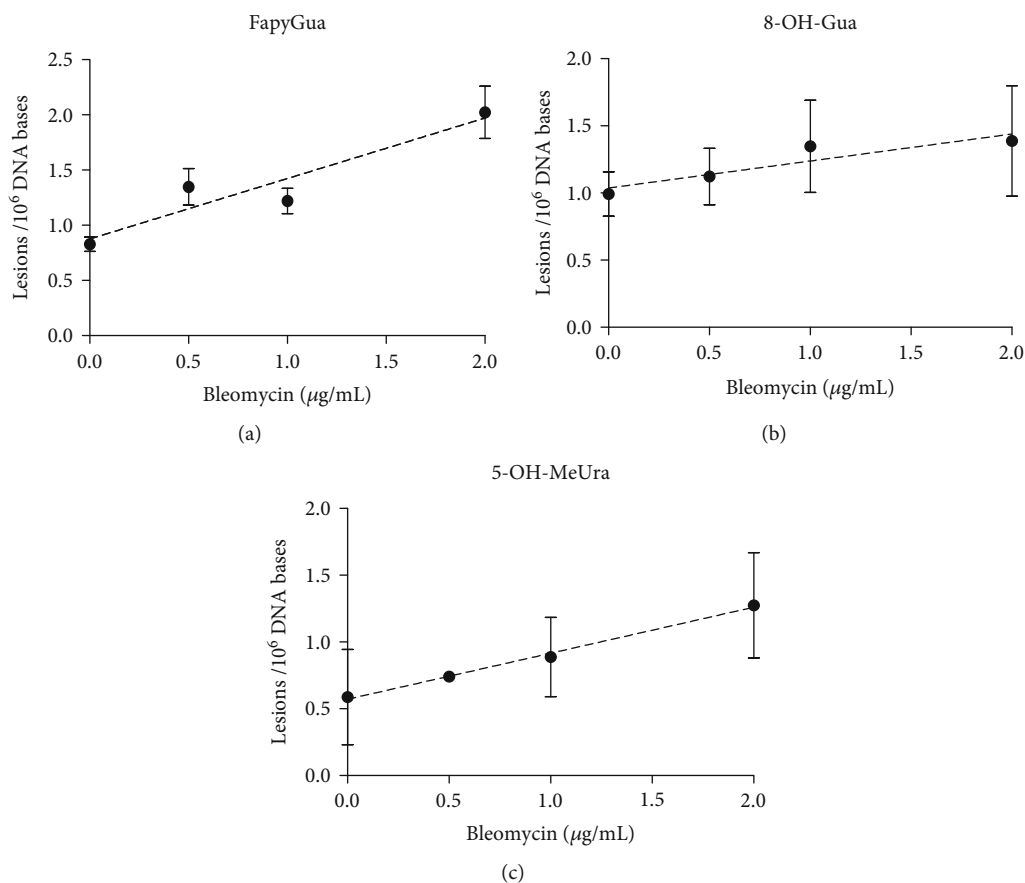 FapyGua
2.5
2.0
1.5
1.0
0.5
0.0
Lesions /10⁶ DNA bases
0.0 0.5 1.0 1.5 2.0
Bleomycin (μg/mL)
(a)
8-OH-Gua
2.0
1.5
1.0
0.5
0.0
Lesions /10⁶ DNA bases
0.0 0.5 1.0 1.5 2.0
Bleomycin (μg/mL)
(b)
5-OH-MeUra
2.0
1.5
1.0
0.5
0.0
Lesions /10⁶ DNA bases
0.0 0.5 1.0 1.5 2.0
Bleomycin (μg/mL)
(c)